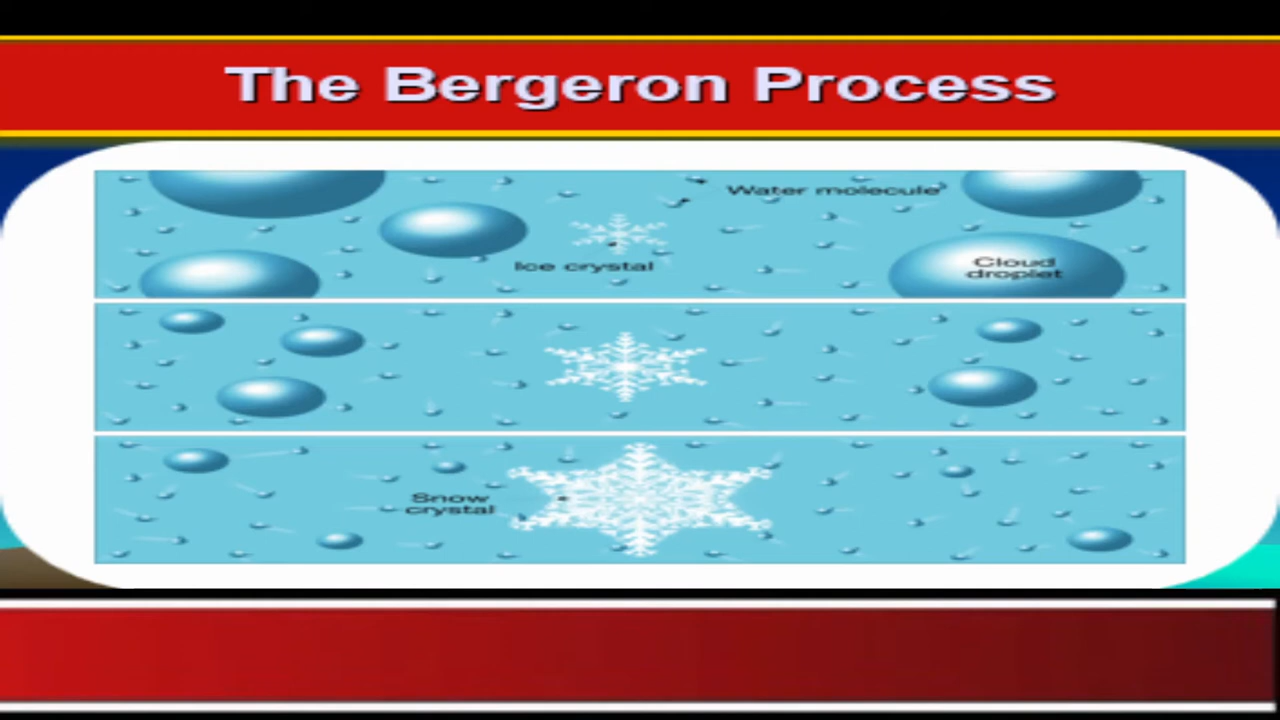 The Bergeron Process
Water molecule
Ice crystal
Cloud
droplet
Snow
crystal